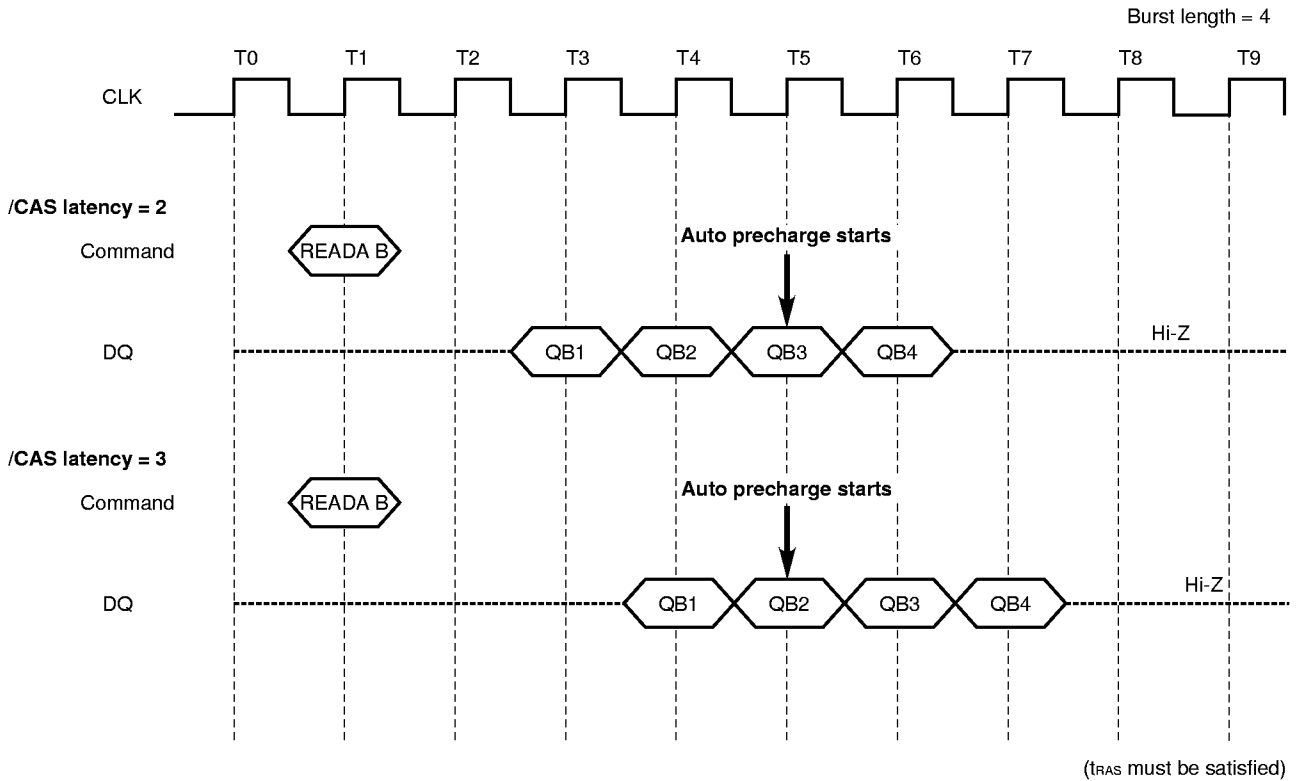 Burst length = 4
T0 T1 T2 T3 T4 T5 T6 T7 T8 T9
CLK
/CAS latency = 2
Command READA B
Auto precharge starts
DQ QB1 QB2 QB3 QB4 Hi-Z
/CAS latency = 3
Command READA B
Auto precharge starts
DQ QB1 QB2 QB3 QB4 Hi-Z
(tRAS must be satisfied)